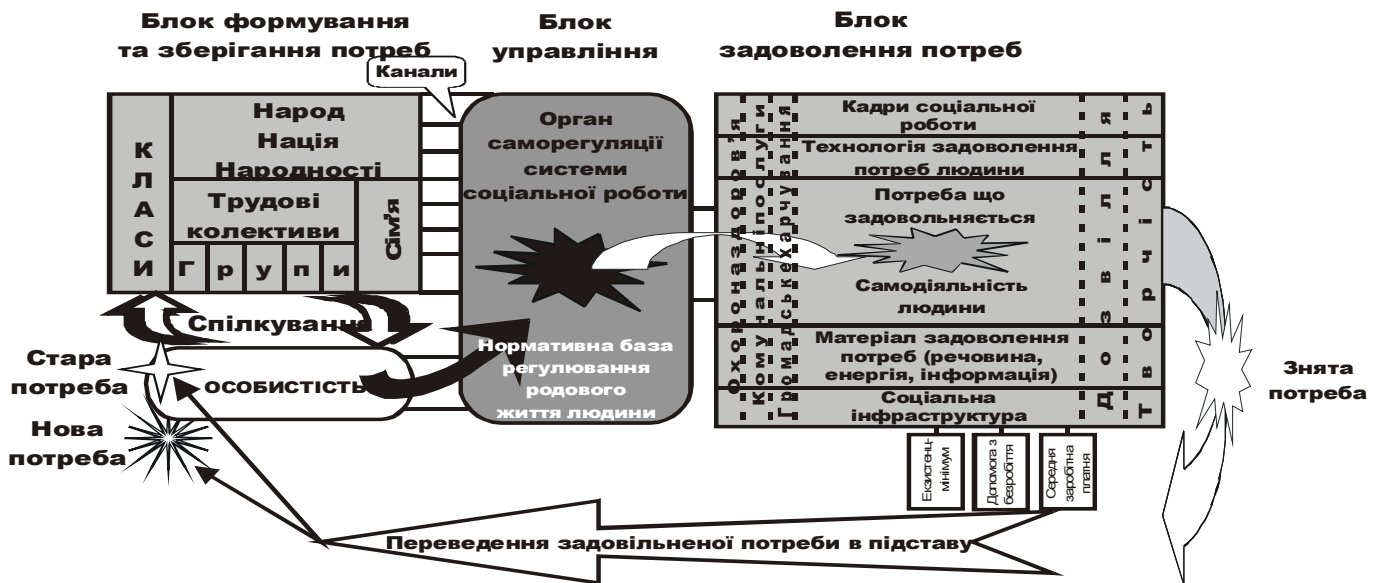 Блок формування
та зберігання потреб
Блок
управління
Блок
задоволення потреб
Канали
КЛАСИ
Народ
Нація
Народності
Трудові
колективи
Групи
Сім'я
Спілкування
ОСОБИСТІСТЬ
Стара
потреба
Нова
потреба
Орган
саморегуляції
системи
соціальної роботи
Нормативна база
регулювання
родового
життя людини
Охорона здоров'я
Комунальні послуги
Громадське харчування
Кадри соціальної
роботи
Технологія задоволення
потреб людини
Потреба що
задовольняється
Самодіяльність
людини
Матеріал задоволення
потреб (речовина,
енергія, інформація)
Соціальна
інфраструктура
Дозвілля
Творчість
Екзистенц-
мінімум
Допомога з
безробіття
Середня
заробітна
платня
Знята
потреба
Переведення задовільненої потреби в підставу